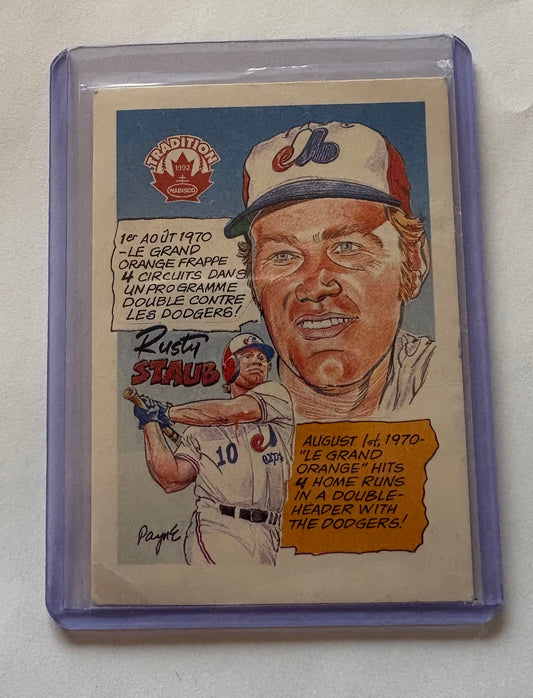 TRADITION
1992
NABISCO
1er AOÛT 1970
-LE GRAND
ORANGE FRAPPE
4 CIRCUITS DANS
UN PROGRAMME
DOUBLE CONTRE
LES DODGERS!
Rusty
STAUB
10
expos
AUGUST 1st, 1970-
"LE GRAND
ORANGE" HITS
4 HOME RUNS
IN A DOUBLE-
HEADER WITH
THE DODGERS!
PaynE